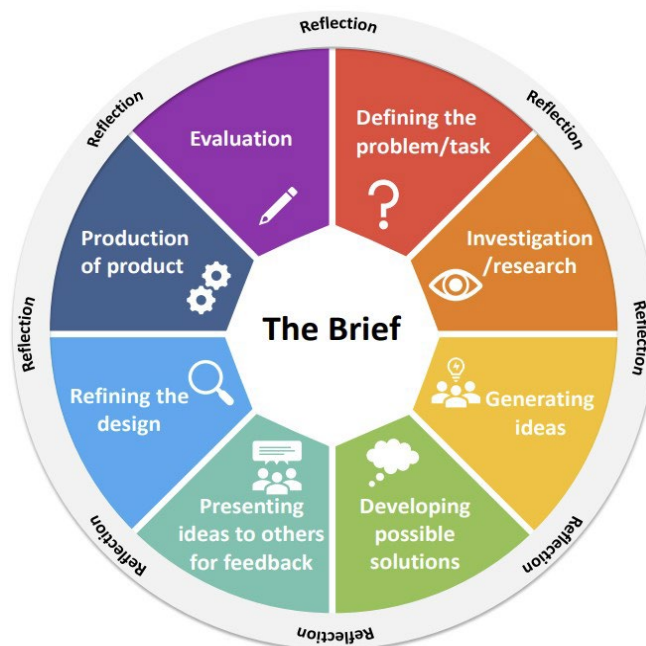 Reflection
Reflection
Reflection
Reflection
Reflection
Reflection
Reflection
Reflection
Defining the
problem/task
Investigation
/research
Generating
ideas
Developing
possible
solutions
Presenting
ideas to others
for feedback
Refining the
design
Production
of product
Evaluation
The Brief